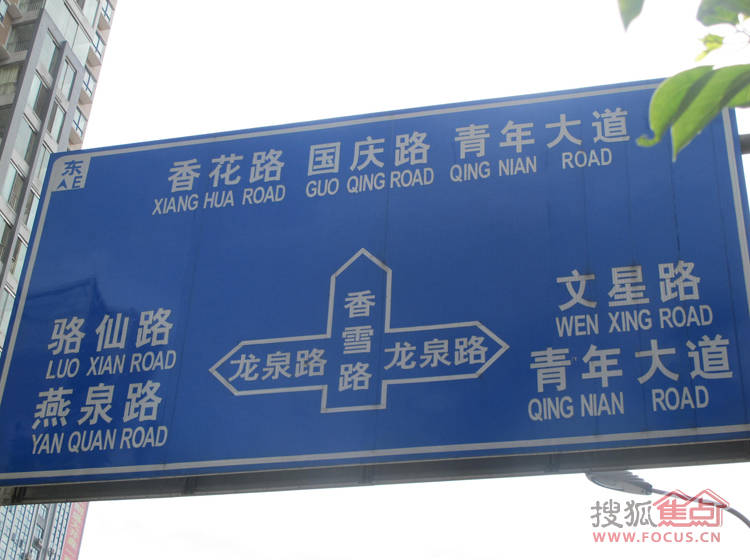 东
E
香花路 国庆路 青年大道
XIANG HUA ROAD GUO QING ROAD QING NIAN ROAD
骆仙路
LUO XIAN ROAD
燕泉路
YAN QUAN ROAD
龙泉路
香雪路
龙泉路
文星路
WEN XING ROAD
青年大道
QING NIAN ROAD
搜狐焦点
WWW.FOCUS.CN